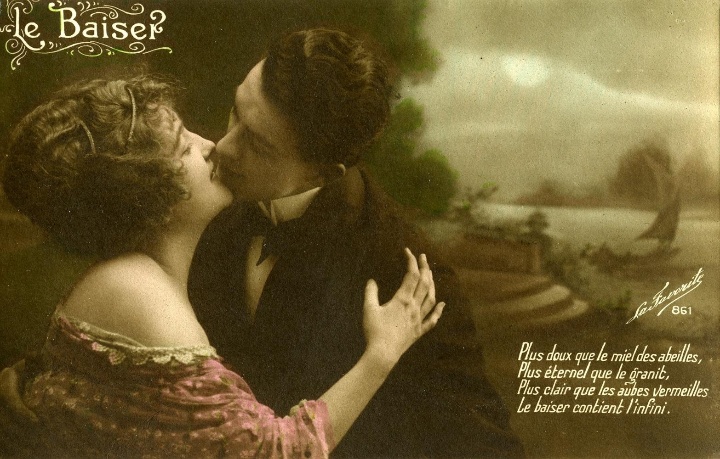 Le Baiser
La Favorite
861
Plus doux que le miel des abeilles,
Plus éternel que le granit,
Plus clair que les aubes vermeilles
Le baiser contient l'infini.